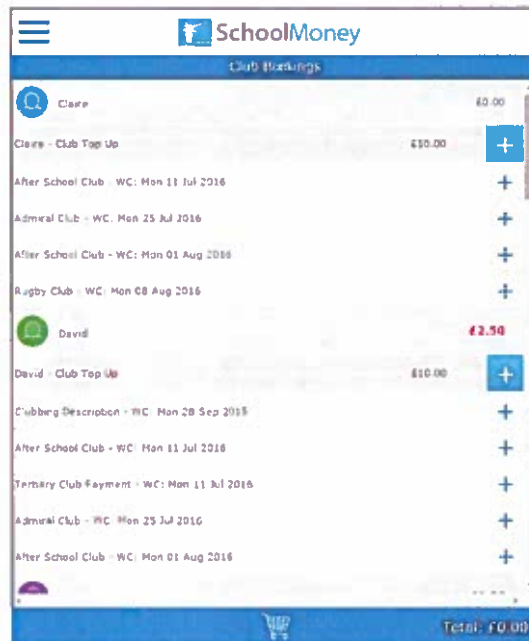 SchoolMoney
Club Bookings
Claire £0.00
Claire - Club Top Up £10.00 +
After School Club - WC: Mon 11 Jul 2016 +
Admiral Club - WC: Mon 25 Jul 2016 +
After School Club - WC: Mon 01 Aug 2016 +
Rugby Club - WC: Mon 08 Aug 2016 +
David £2.50
David - Club Top Up £10.00 +
Clubbing Description - WC: Mon 28 Sep 2015 +
After School Club - WC: Mon 11 Jul 2016 +
Tertiary Club Payment - WC: Mon 11 Jul 2016 +
Admiral Club - WC: Mon 25 Jul 2016 +
After School Club - WC: Mon 01 Aug 2016 +
Total: £0.00